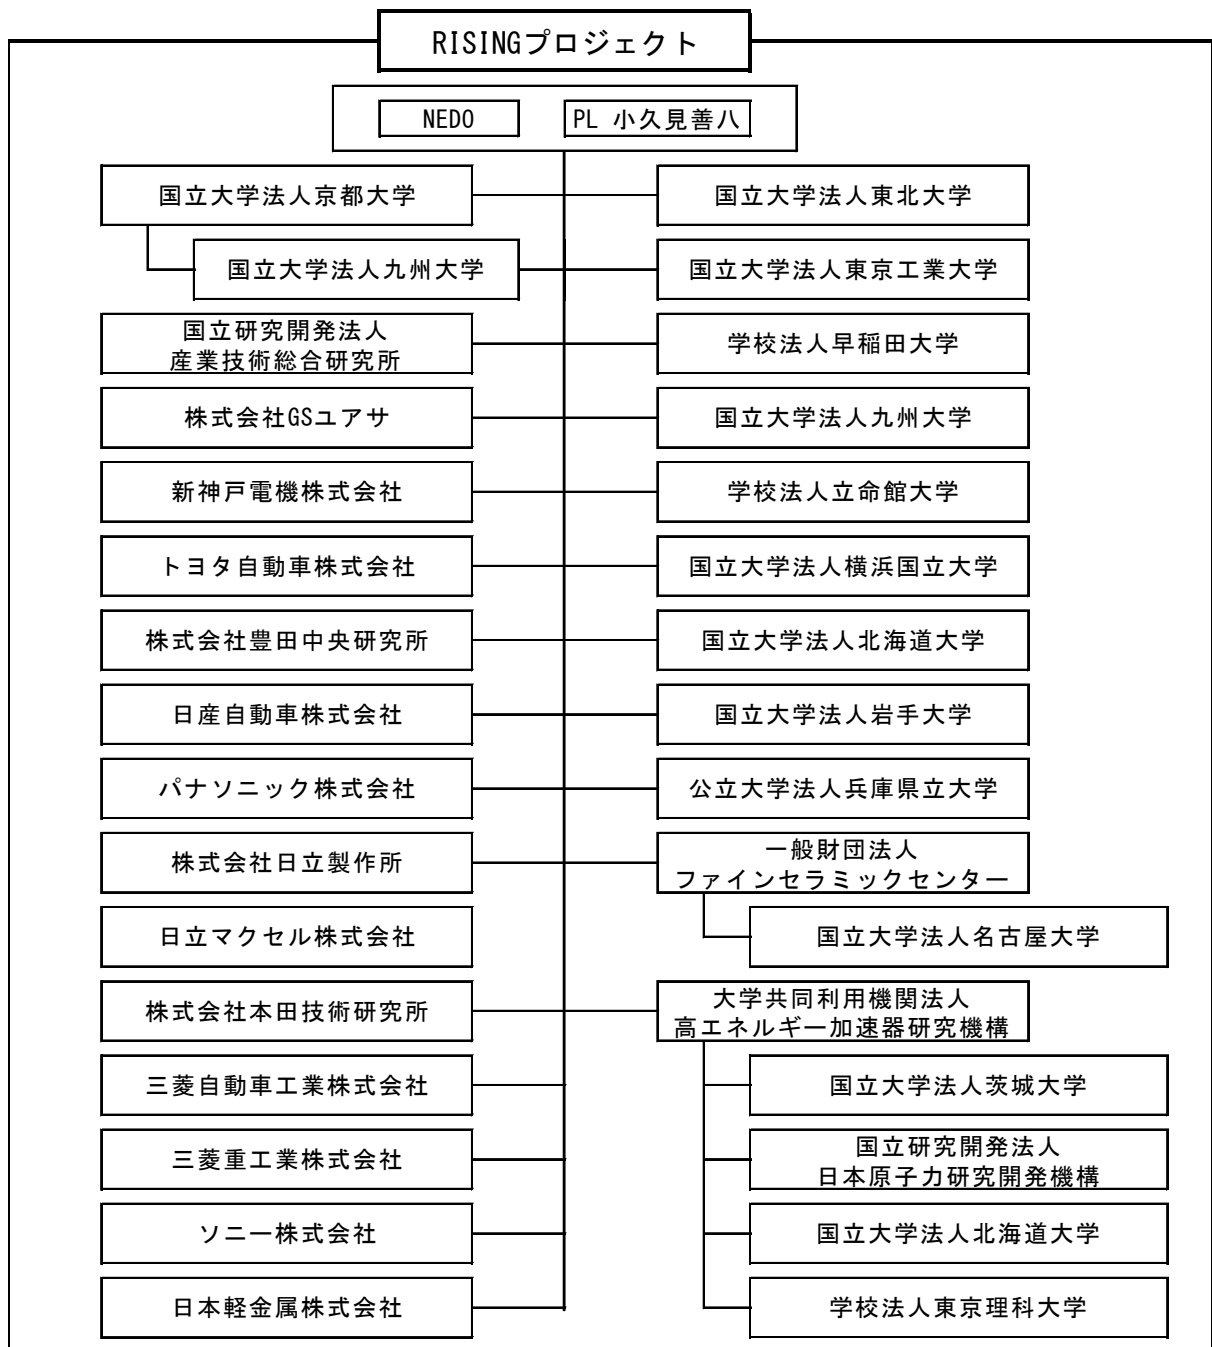 RISINGプロジェクト
NEDO
PL 小久見善八
国立大学法人京都大学
国立大学法人東北大学
国立大学法人九州大学
国立大学法人東京工業大学
国立研究開発法人
産業技術総合研究所
学校法人早稲田大学
株式会社GSユアサ
国立大学法人九州大学
新神戸電機株式会社
学校法人立命館大学
トヨタ自動車株式会社
国立大学法人横浜国立大学
株式会社豊田中央研究所
国立大学法人北海道大学
日産自動車株式会社
国立大学法人岩手大学
パナソニック株式会社
公立大学法人兵庫県立大学
株式会社日立製作所
一般財団法人
ファインセラミックセンター
日立マクセル株式会社
国立大学法人名古屋大学
株式会社本田技術研究所
大学共同利用機関法人
高エネルギー加速器研究機構
三菱自動車工業株式会社
国立大学法人茨城大学
三菱重工業株式会社
国立研究開発法人
日本原子力研究開発機構
ソニー株式会社
国立大学法人北海道大学
日本軽金属株式会社
学校法人東京理科大学